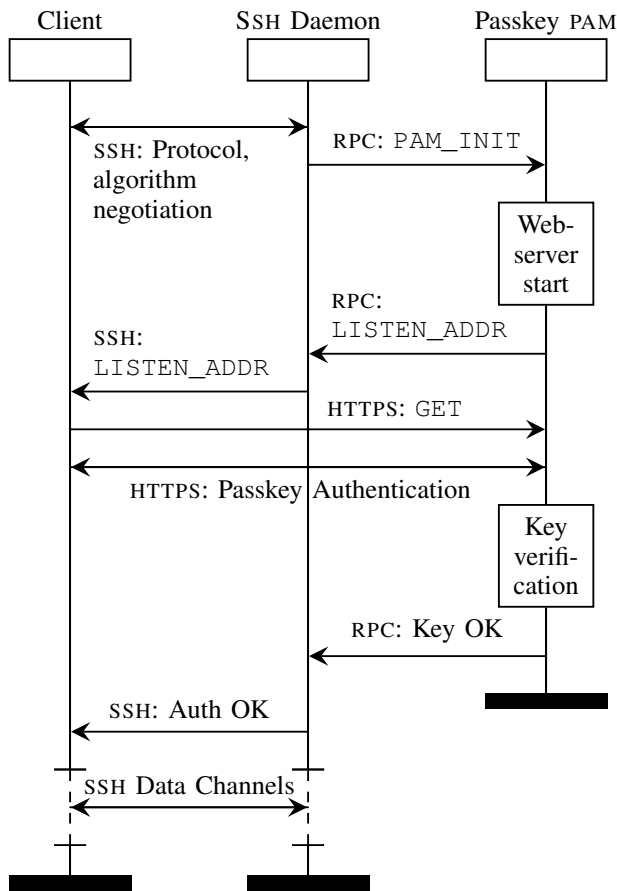 Client
SSH Daemon
Passkey PAM
SSH: Protocol,
algorithm
negotiation
RPC: PAM_INIT
Web-
server
start
RPC:
LISTEN_ADDR
SSH:
LISTEN_ADDR
HTTPS: GET
HTTPS: Passkey Authentication
Key
verifi-
cation
RPC: Key OK
SSH: Auth OK
SSH Data Channels